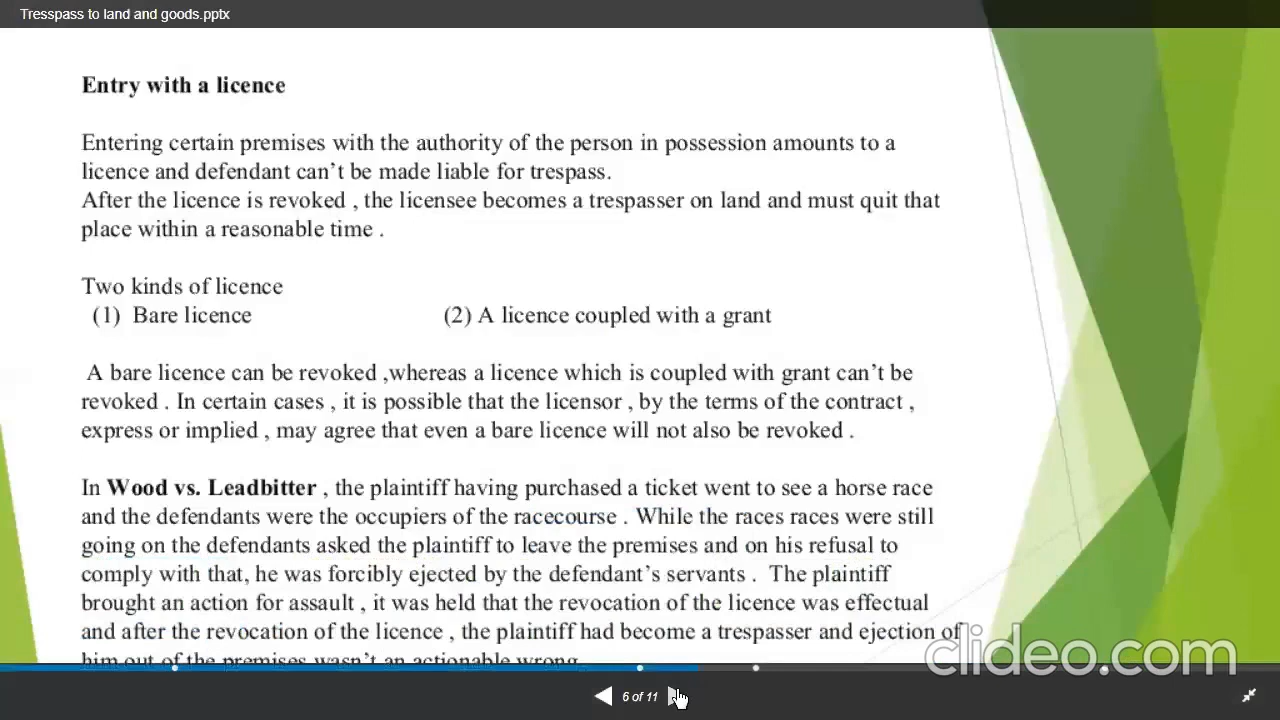 Tresspass to land and goods.pptx
Entry with a licence
Entering certain premises with the authority of the person in possession amounts to a
licence and defendant can't be made liable for trespass.
After the licence is revoked , the licensee becomes a trespasser on land and must quit that
place within a reasonable time .
Two kinds of licence
(1) Bare licence (2) A licence coupled with a grant
A bare licence can be revoked ,whereas a licence which is coupled with grant can't be
revoked . In certain cases , it is possible that the licensor , by the terms of the contract ,
express or implied , may agree that even a bare licence will not also be revoked .
In Wood vs. Leadbitter , the plaintiff having purchased a ticket went to see a horse race
and the defendants were the occupiers of the racecourse . While the races races were still
going on the defendants asked the plaintiff to leave the premises and on his refusal to
comply with that, he was forcibly ejected by the defendant's servants . The plaintiff
brought an action for assault , it was held that the revocation of the licence was effectual
and after the revocation of the licence , the plaintiff had become a trespasser and ejection of
him out of the premises wasn't an actionable wrong
clideo.com
6 of 11